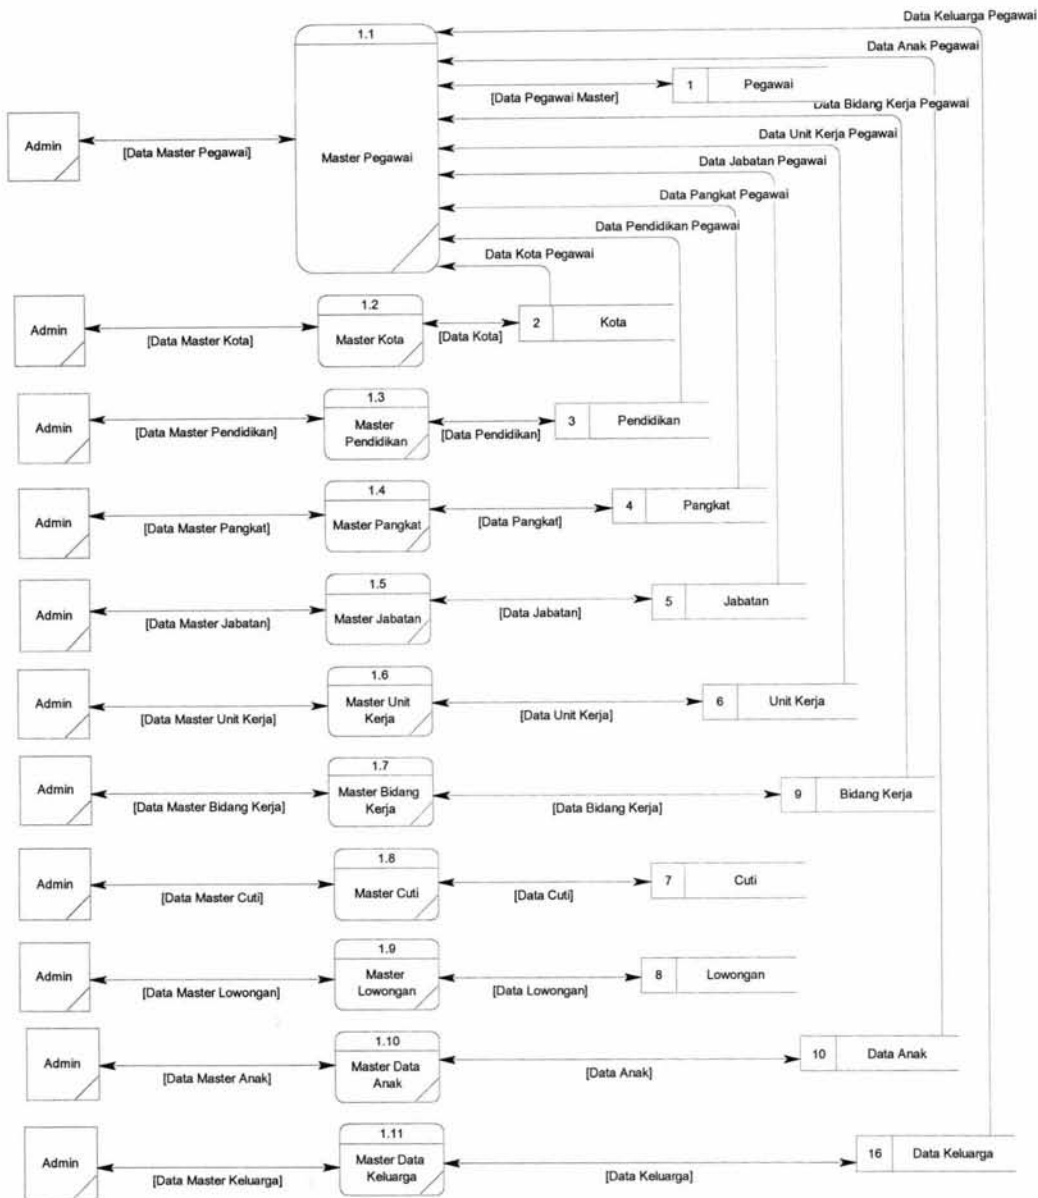 Data Keluarga Pegawai
1.1
Data Anak Pegawai
1 Pegawai
[Data Pegawai Master]
Data Bidang Kerja Pegawai
Data Unit Kerja Pegawai
Admin
[Data Master Pegawai]
Master Pegawai
Data Jabatan Pegawai
Data Pangkat Pegawai
Data Pendidikan Pegawai
Data Kota Pegawai
1.2
Admin
[Data Master Kota]
Master Kota
[Data Kota]
2 Kota
1.3
Admin
[Data Master Pendidikan]
Master
Pendidikan
[Data Pendidikan]
3 Pendidikan
1.4
Admin
[Data Master Pangkat]
Master Pangkat
[Data Pangkat]
4 Pangkat
1.5
Admin
[Data Master Jabatan]
Master Jabatan
[Data Jabatan]
5 Jabatan
1.6
Admin
[Data Master Unit Kerja]
Master Unit
Kerja
[Data Unit Kerja]
6 Unit Kerja
1.7
Admin
[Data Master Bidang Kerja]
Master Bidang
Kerja
[Data Bidang Kerja]
9 Bidang Kerja
1.8
Admin
[Data Master Cuti]
Master Cuti
[Data Cuti]
7 Cuti
1.9
Admin
[Data Master Lowongan]
Master
Lowongan
[Data Lowongan]
8 Lowongan
1.10
Admin
[Data Master Anak]
Master Data
Anak
[Data Anak]
10 Data Anak
1.11
Admin
[Data Master Keluarga]
Master Data
Keluarga
[Data Keluarga]
16 Data Keluarga